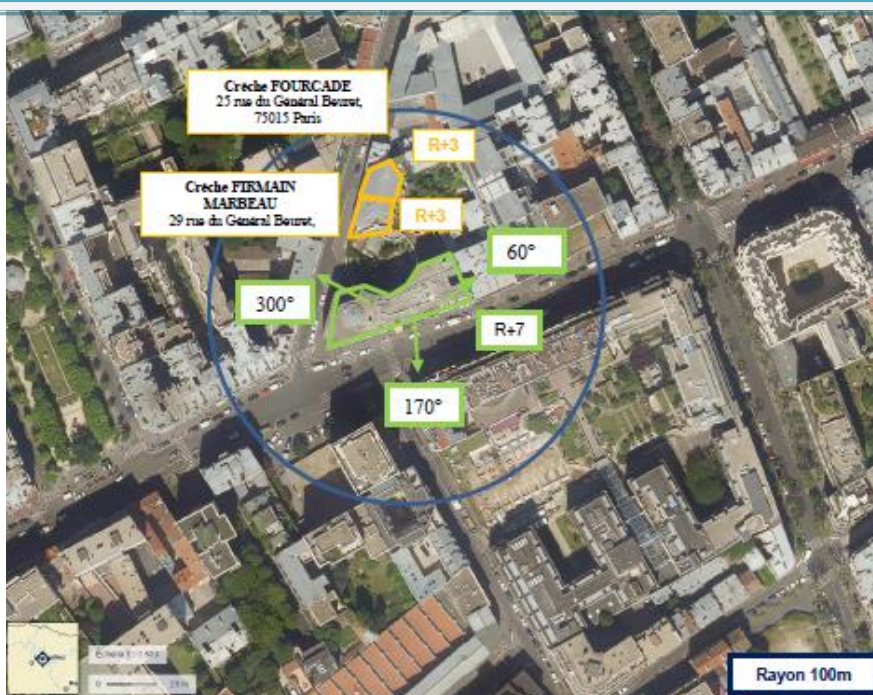 Crèche FOURCADE
25 rue du Général Beuret,
75015 Paris
R+3
Crèche FIRMAIN
MARBEAU
29 rue du Général Beuret,
R+3
60°
300°
R+7
170°
Rayon 100m